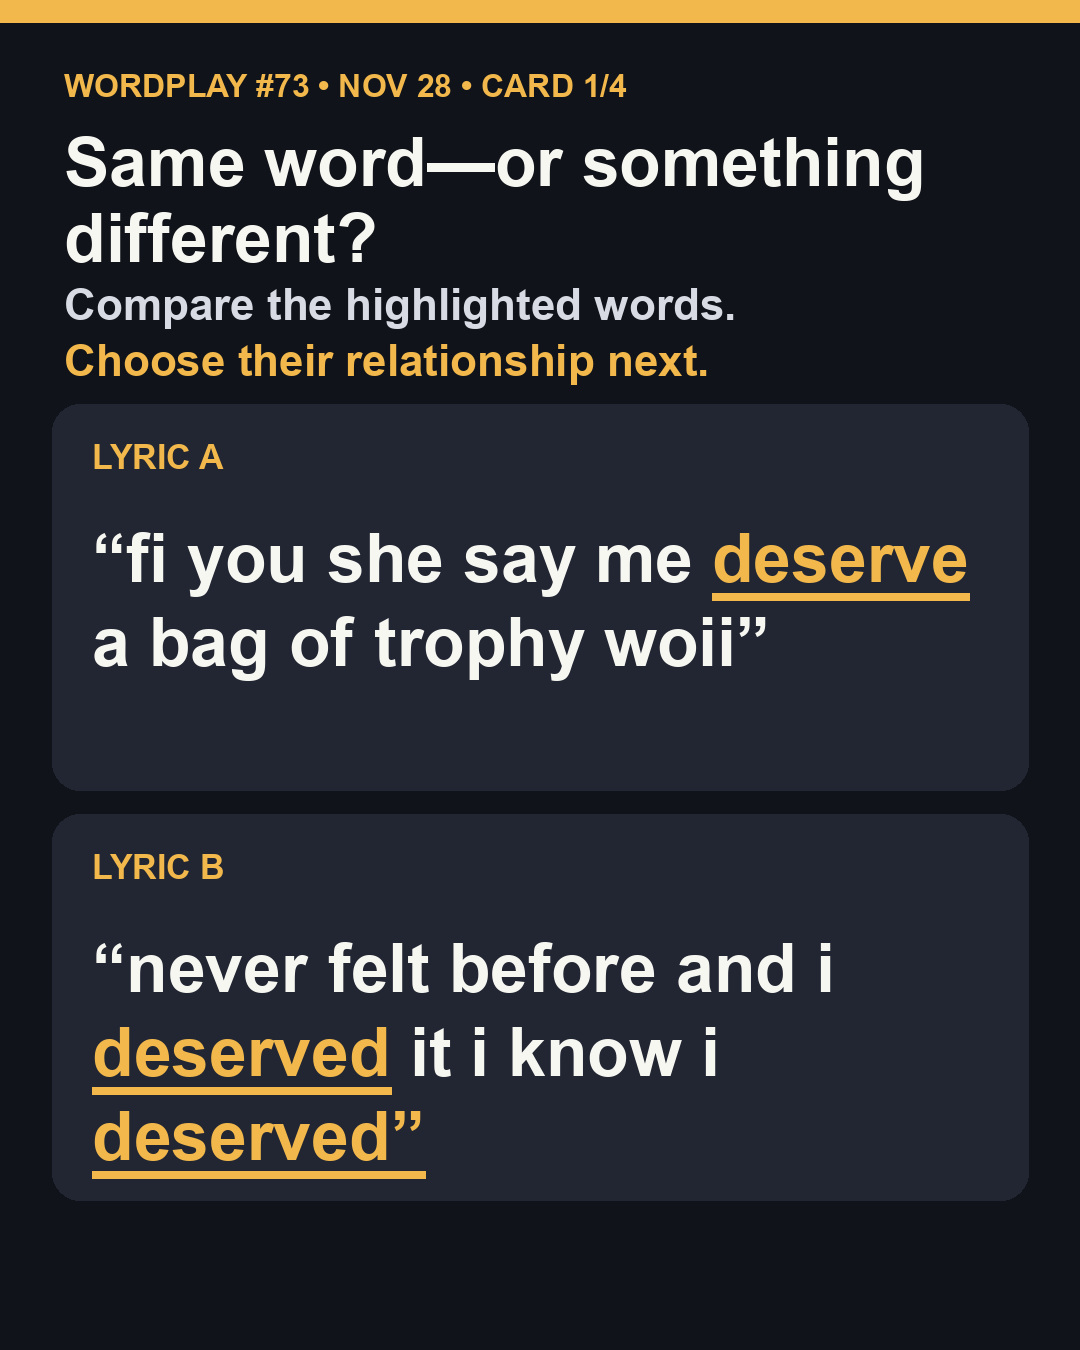 WORDPLAY #73 • NOV 28 • CARD 1/4
Same word—or something
different?
Compare the highlighted words.
Choose their relationship next.
LYRIC A
“fi you she say me deserve
a bag of trophy woii”
LYRIC B
“never felt before and i
deserved it i know i
deserved”